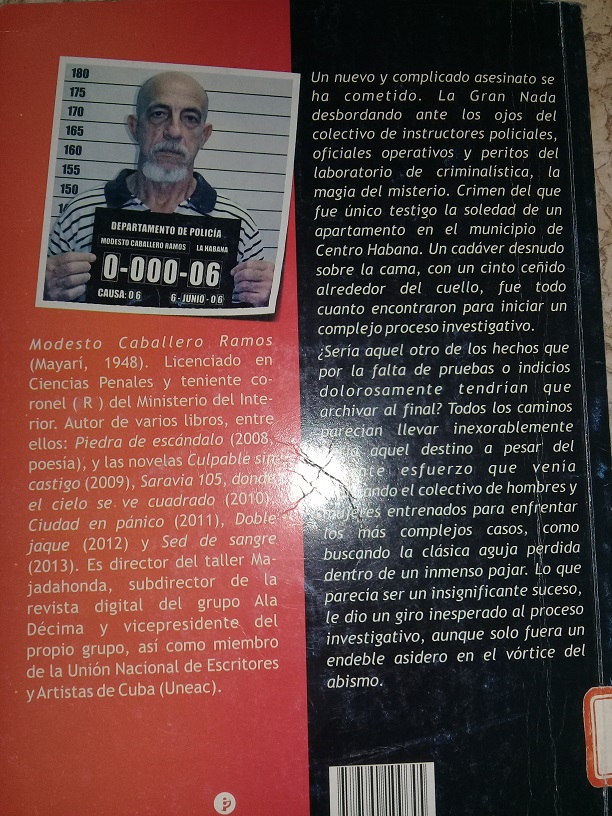 180
175
170
165
160
155
150
DEPARTAMENTO DE POLICÍA
MODESTO CABALLERO RAMOS LA HABANA
0-000-06
CAUSA: 06 6-JUNIO-06
Modesto Caballero Ramos
(Mayarí, 1948). Licenciado en
Ciencias Penales y teniente co-
ronel ( R ) del Ministerio del Inte-
rior. Autor de varios libros, entre
ellos: Piedra de escándalo (2008,
poesía), y las novelas Culpable sin
castigo (2009), Saravia 105, donde
el cielo se ve cuadrado (2010),
Ciudad en pánico (2011), Doble
jaque (2012) y Sed de sangre
(2013). Es director del taller Ma-
jadahonda, subdirector de la
revista digital del grupo Ala
Décima y vicepresidente del
propio grupo, así como miembro
de la Unión Nacional de Escritores
y Artistas de Cuba (Uneac).
Un nuevo y complicado asesinato se
ha cometido. La Gran Nada
desbordando ante los ojos del
colectivo de instructores policiales,
oficiales operativos y peritos del
laboratorio de criminalística, la
magia del misterio. Crimen del que
fue único testigo la soledad de un
apartamento en el municipio de
Centro Habana. Un cadáver desnudo
sobre la cama, con un cinto ceñido
alrededor del cuello, fue todo
cuanto encontraron para iniciar un
complejo proceso investigativo.
¿Sería aquel otro de los hechos que
por la falta de pruebas o indicios
dolorosamente tendrían que
archivar al final? Todos los caminos
parecían llevar inexorablemente
aquel destino a pesar del
esfuerzo que venía
el colectivo de hombres y
mujeres entrenados para enfrentar
los más complejos casos, como
buscando la clásica aguja perdida
dentro de un inmenso pajar. Lo que
parecía ser un insignificante suceso,
le dio un giro inesperado al proceso
investigativo, aunque solo fuera un
endeble asidero en el vórtice del
abismo.